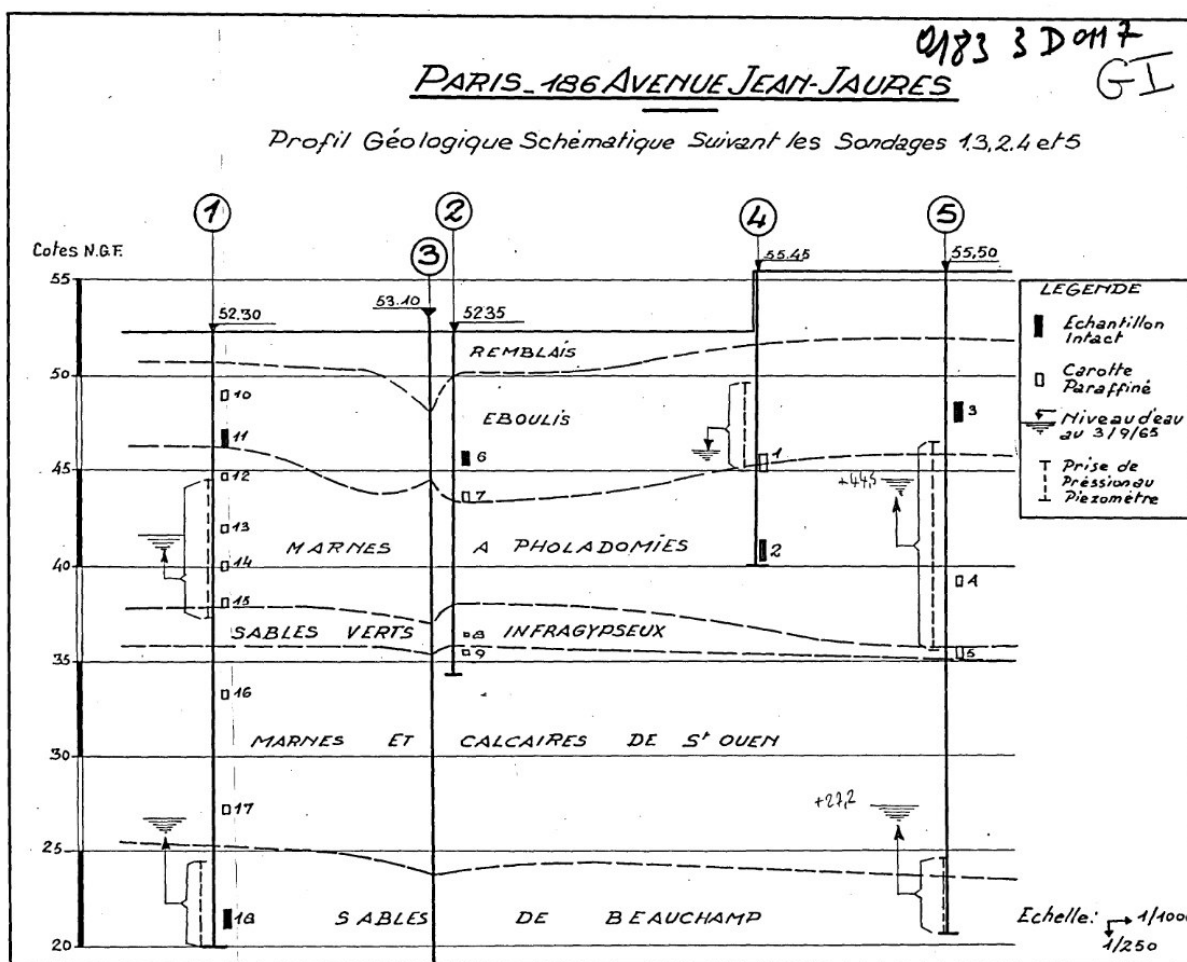 0183 3 D 0117
GI
PARIS_186 AVENUE JEAN-JAURES
Profil Géologique Schématique Suivant les Sondages 1.3,2.4 et 5
1
2
3
4
5
Cotes N.G.F.
52.30
53.10
52 35
55.45
55,50
55
50
45
40
35
30
25
20
REMBLAIS
EBOULIS
MARNES A PHOLADOMIES
SABLES VERTS INFRAGYPSEUX
MARNES ET CALCAIRES DE St OUEN
SABLES DE BEAUCHAMP
10
11
12
13
14
15
16
17
18
6
7
8
9
1
2
3
4
5
+44,5
+27,2
LEGENDE
Echantillon
Intact
Carotte
Paraffiné
Niveau d'eau
au 3/9/65
Prise de
Préssion au
Piezomètre
Echelle: 1/1000
1/250